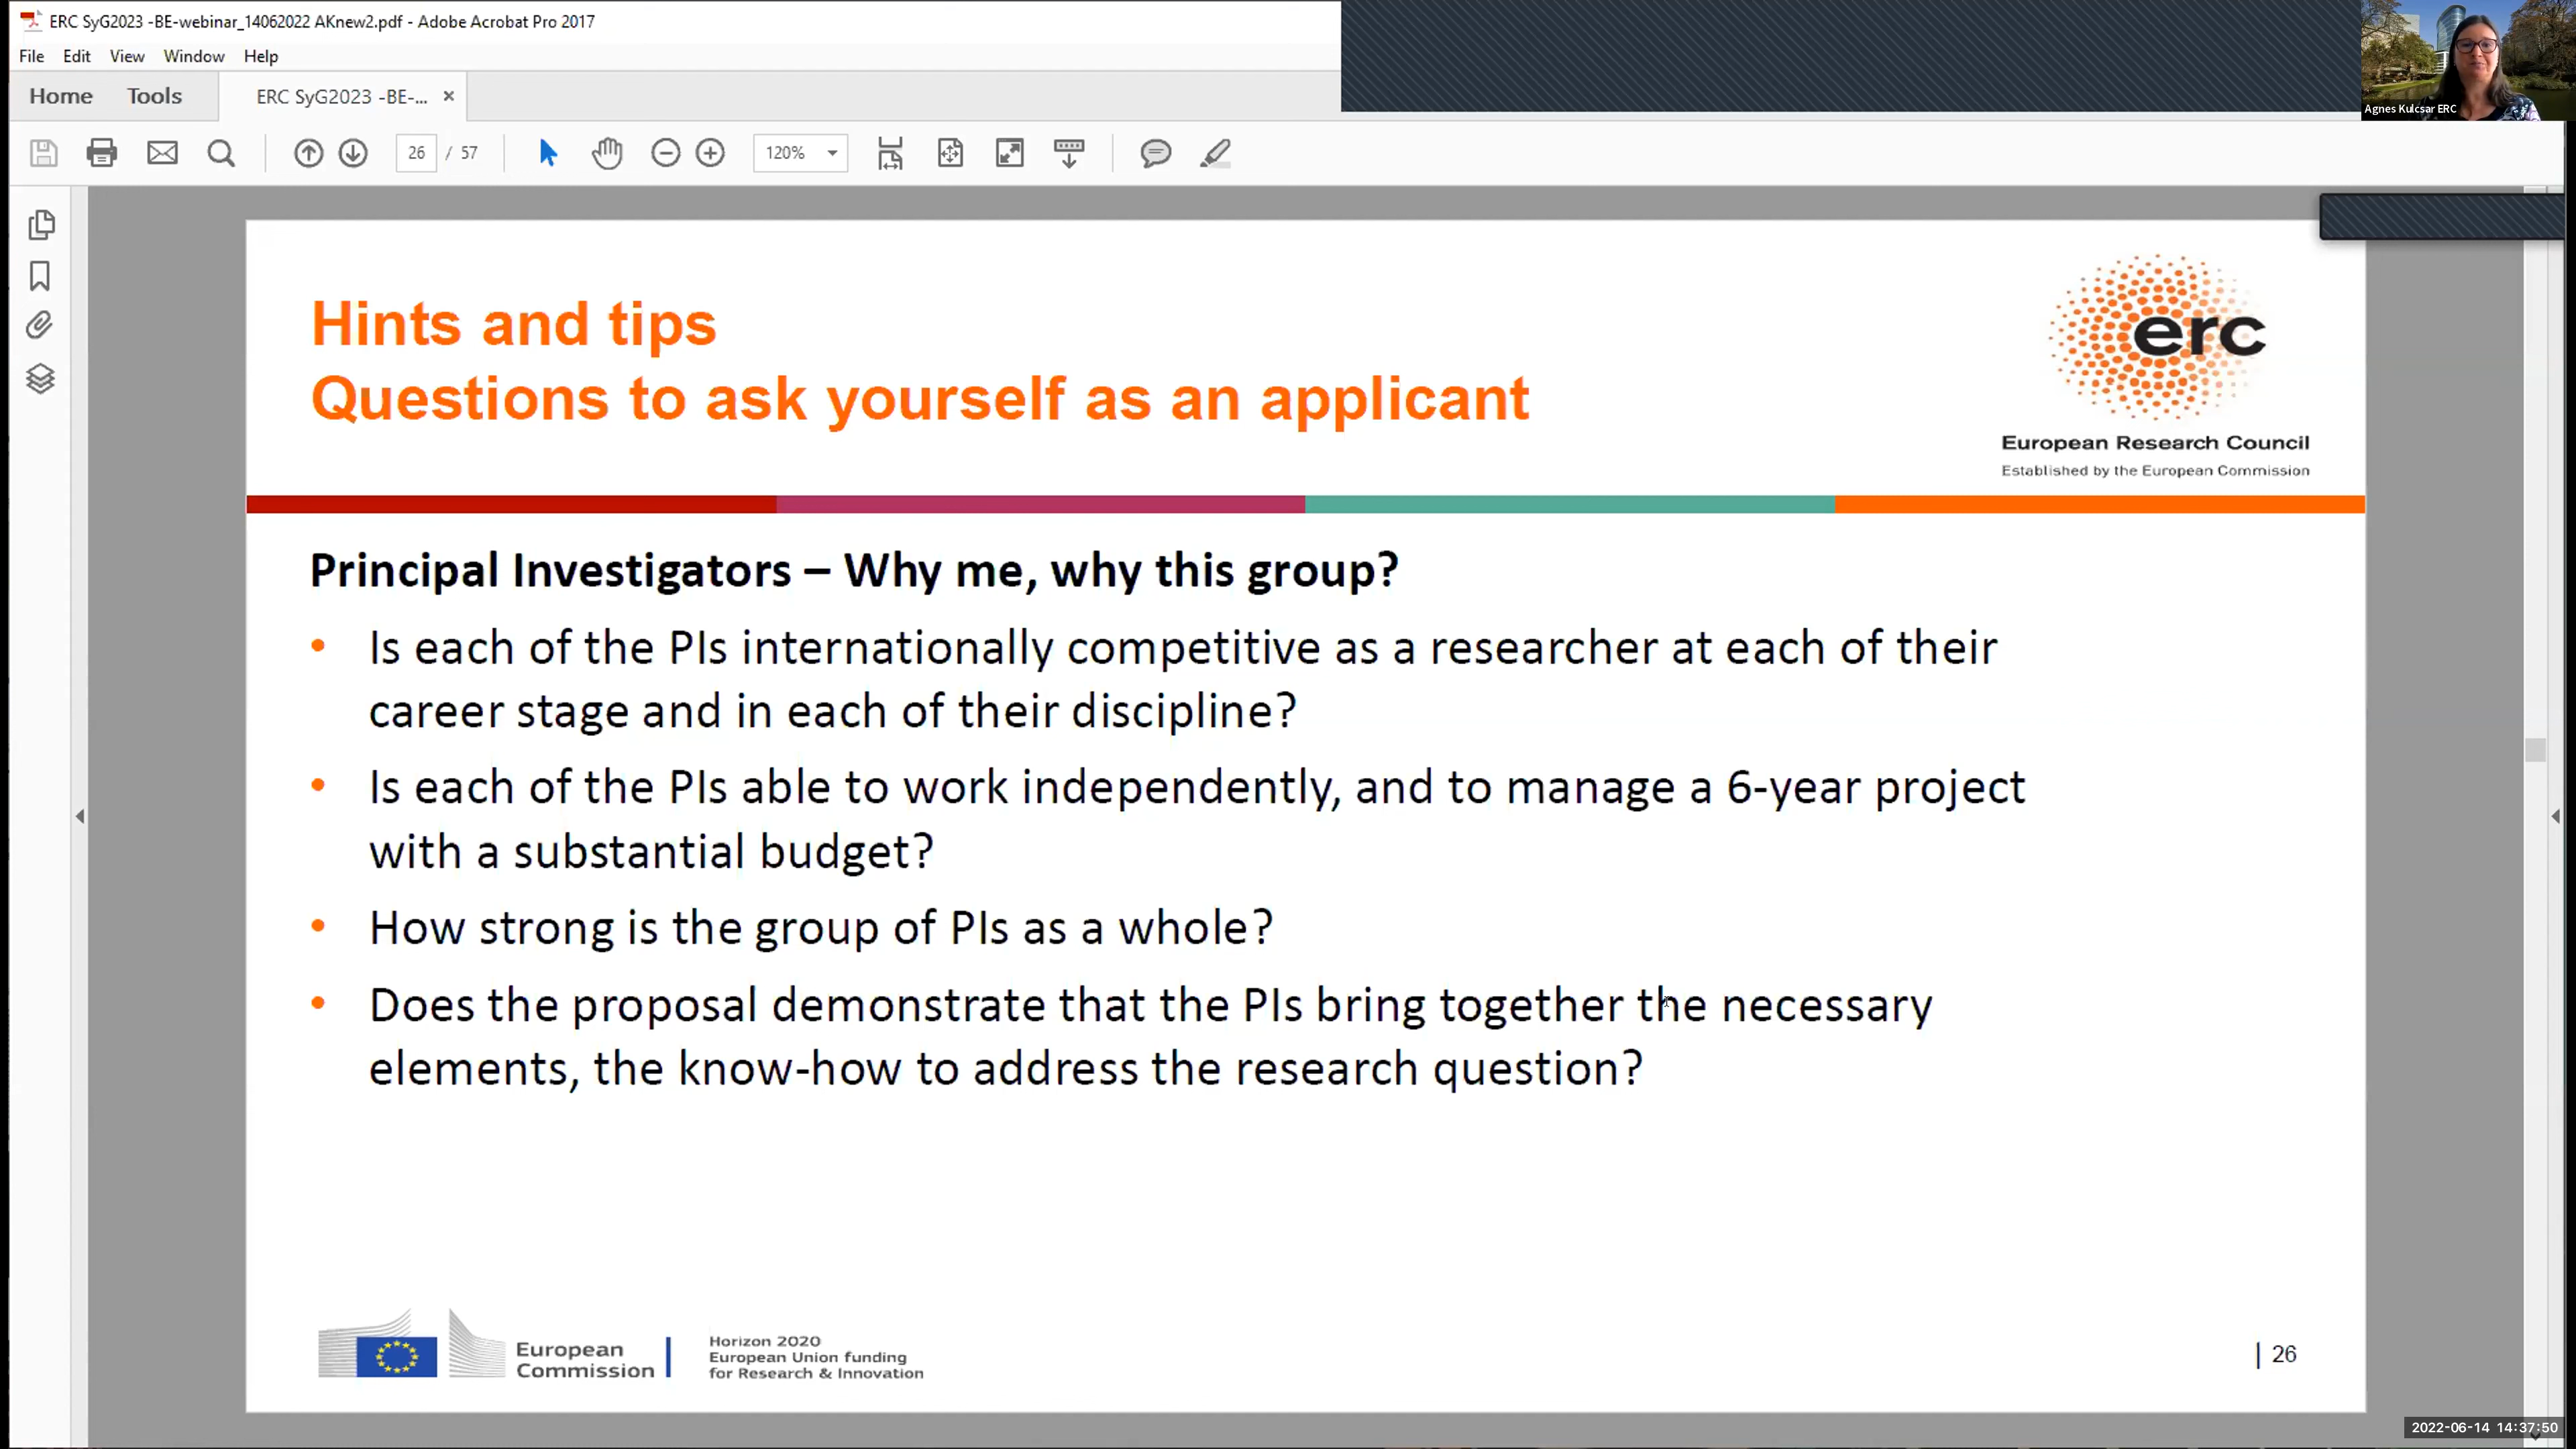 ERC SyG2023 -BE-webinar_14062022 AKnew2.pdf - Adobe Acrobat Pro 2017
File Edit View Window Help
Home Tools ERC SyG2023 -BE-... ×
26 / 57 120%
Agnes Kulcsar ERC
Hints and tips
Questions to ask yourself as an applicant
erc
European Research Council
Established by the European Commission
Principal Investigators – Why me, why this group?
• Is each of the PIs internationally competitive as a researcher at each of their
career stage and in each of their discipline?
• Is each of the PIs able to work independently, and to manage a 6-year project
with a substantial budget?
• How strong is the group of PIs as a whole?
• Does the proposal demonstrate that the PIs bring together the necessary
elements, the know-how to address the research question?
European
Commission
Horizon 2020
European Union funding
for Research & Innovation
| 26
2022-06-14 14:37:50